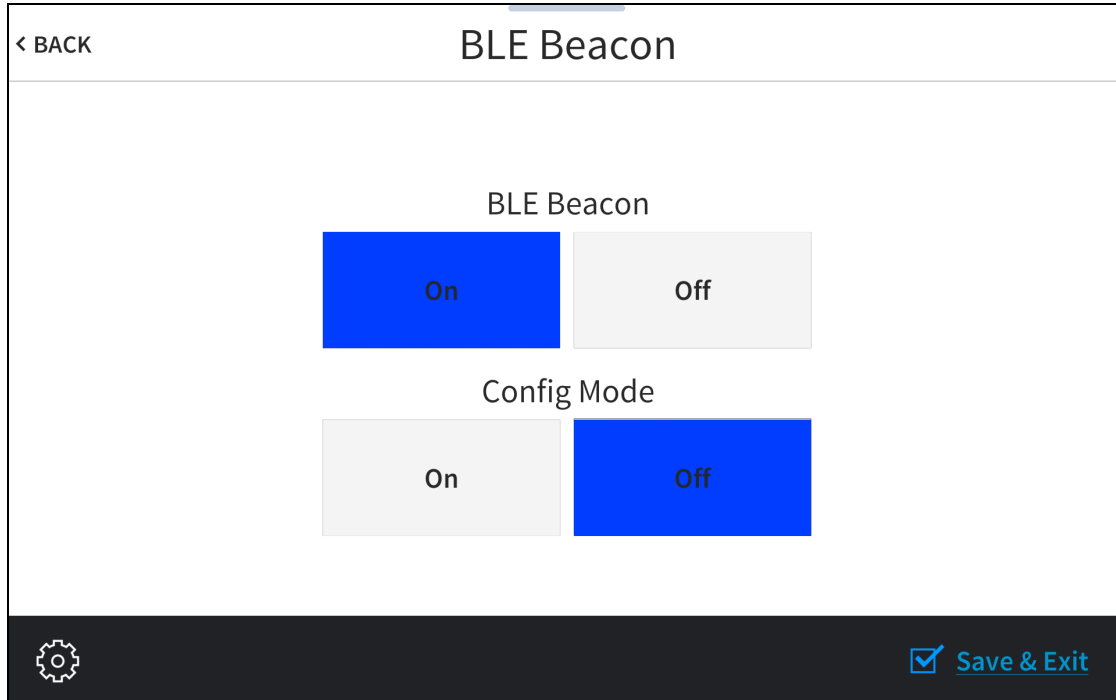 < BACK
BLE Beacon
BLE Beacon
On Off
Config Mode
On Off
Save & Exit